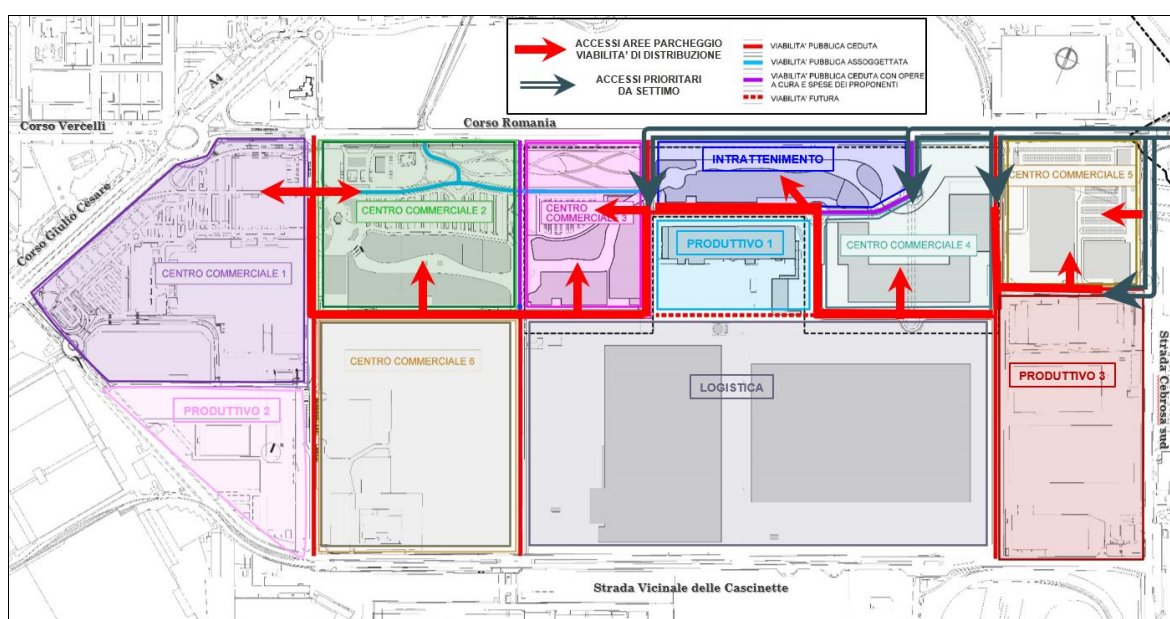 ACCESSI AREE PARCHEGGIO
VIABILITA' DI DISTRIBUZIONE
ACCESSI PRIORITARI
DA SETTIMO
VIABILITA' PUBBLICA CEDUTA
VIABILITA' PUBBLICA ASSOGGETTATA
VIABILITA' PUBBLICA CEDUTA CON OPERE
A CURA E SPESE DEI PROPONENTI
VIABILITA' FUTURA
A4
Corso Vercelli
Corso Romania
Corso Giulio Cesare
INTRATTENIMENTO
CENTRO COMMERCIALE 5
CENTRO COMMERCIALE 2
CENTRO
COMMERCIALE 3
PRODUTTIVO 1
CENTRO COMMERCIALE 4
CENTRO COMMERCIALE 1
CENTRO COMMERCIALE 6
LOGISTICA
PRODUTTIVO 3
PRODUTTIVO 2
Strada Cebrosa sud
Strada Vicinale delle Cascinette